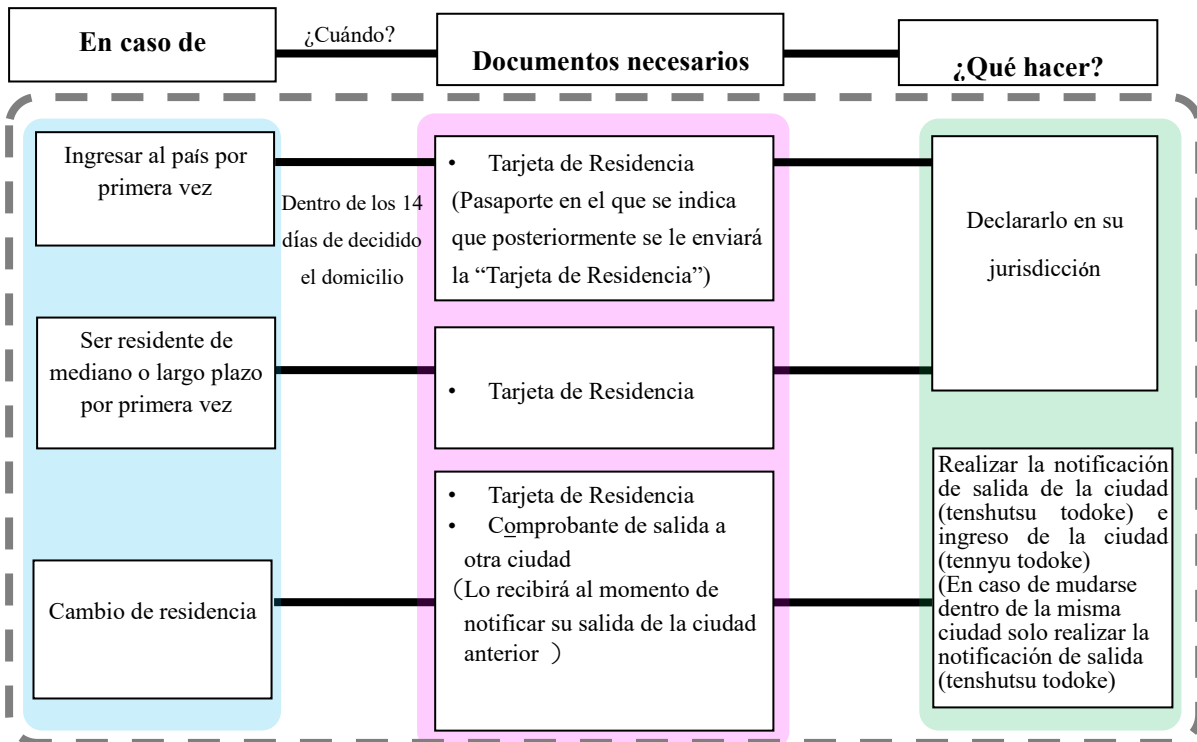 En caso de
¿Cuándo?
Documentos necesarios
¿Qué hacer?
Ingresar al país por
primera vez
Dentro de los 14
días de decidido
el domicilio
• Tarjeta de Residencia
(Pasaporte en el que se indica
que posteriormente se le enviará
la “Tarjeta de Residencia”)
Declararlo en su
jurisdicción
Ser residente de
mediano o largo plazo
por primera vez
• Tarjeta de Residencia
Cambio de residencia
• Tarjeta de Residencia
• Comprobante de salida a
otra ciudad
（Lo recibirá al momento de
notificar su salida de la ciudad
anterior ）
Realizar la notificación
de salida de la ciudad
(tenshutsu todoke) e
ingreso de la ciudad
(tennyu todoke)
(En caso de mudarse
dentro de la misma
ciudad solo realizar la
notificación de salida
(tenshutsu todoke)